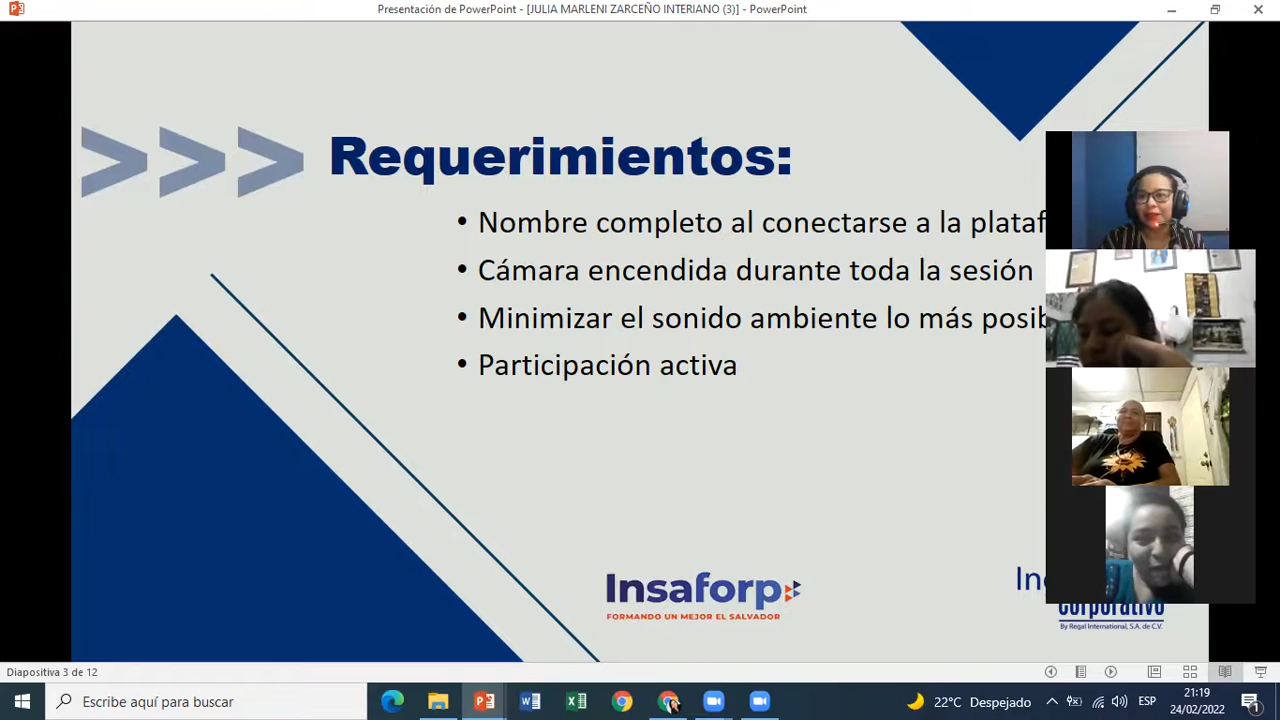 Presentación de PowerPoint - [JULIA MARLENI ZARCEÑO INTERIANO (3)] - PowerPoint
>>> Requerimientos:
• Nombre completo al conectarse a la plataf
• Cámara encendida durante toda la sesión
• Minimizar el sonido ambiente lo más posib
• Participación activa
Insaforp
FORMANDO UN MEJOR EL SALVADOR
Corporativo
By Regal International, S.A. de C.V.
Diapositiva 3 de 12
Escribe aquí para buscar
22°C Despejado
ESP
21:19
24/02/2022